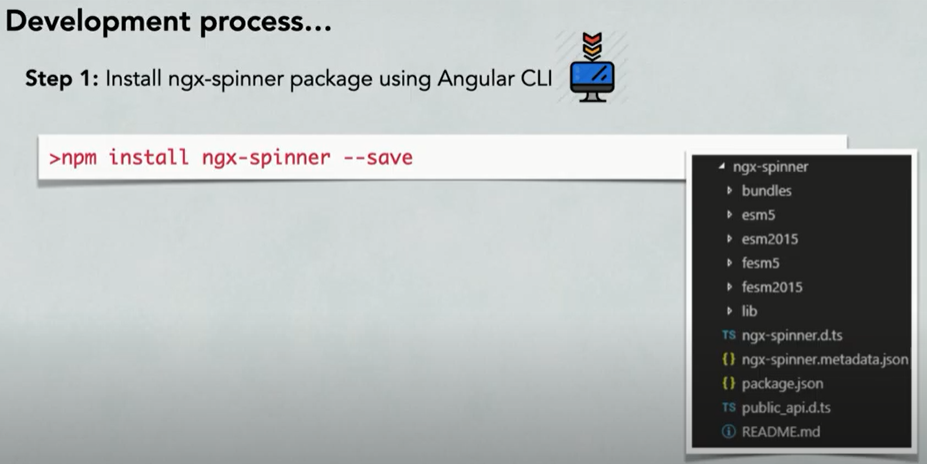 Development process...
Step 1: Install ngx-spinner package using Angular CLI
>npm install ngx-spinner --save
ngx-spinner
bundles
esm5
esm2015
fesm5
fesm2015
lib
TS ngx-spinner.d.ts
{} ngx-spinner.metadata.json
{} package.json
TS public_api.d.ts
README.md